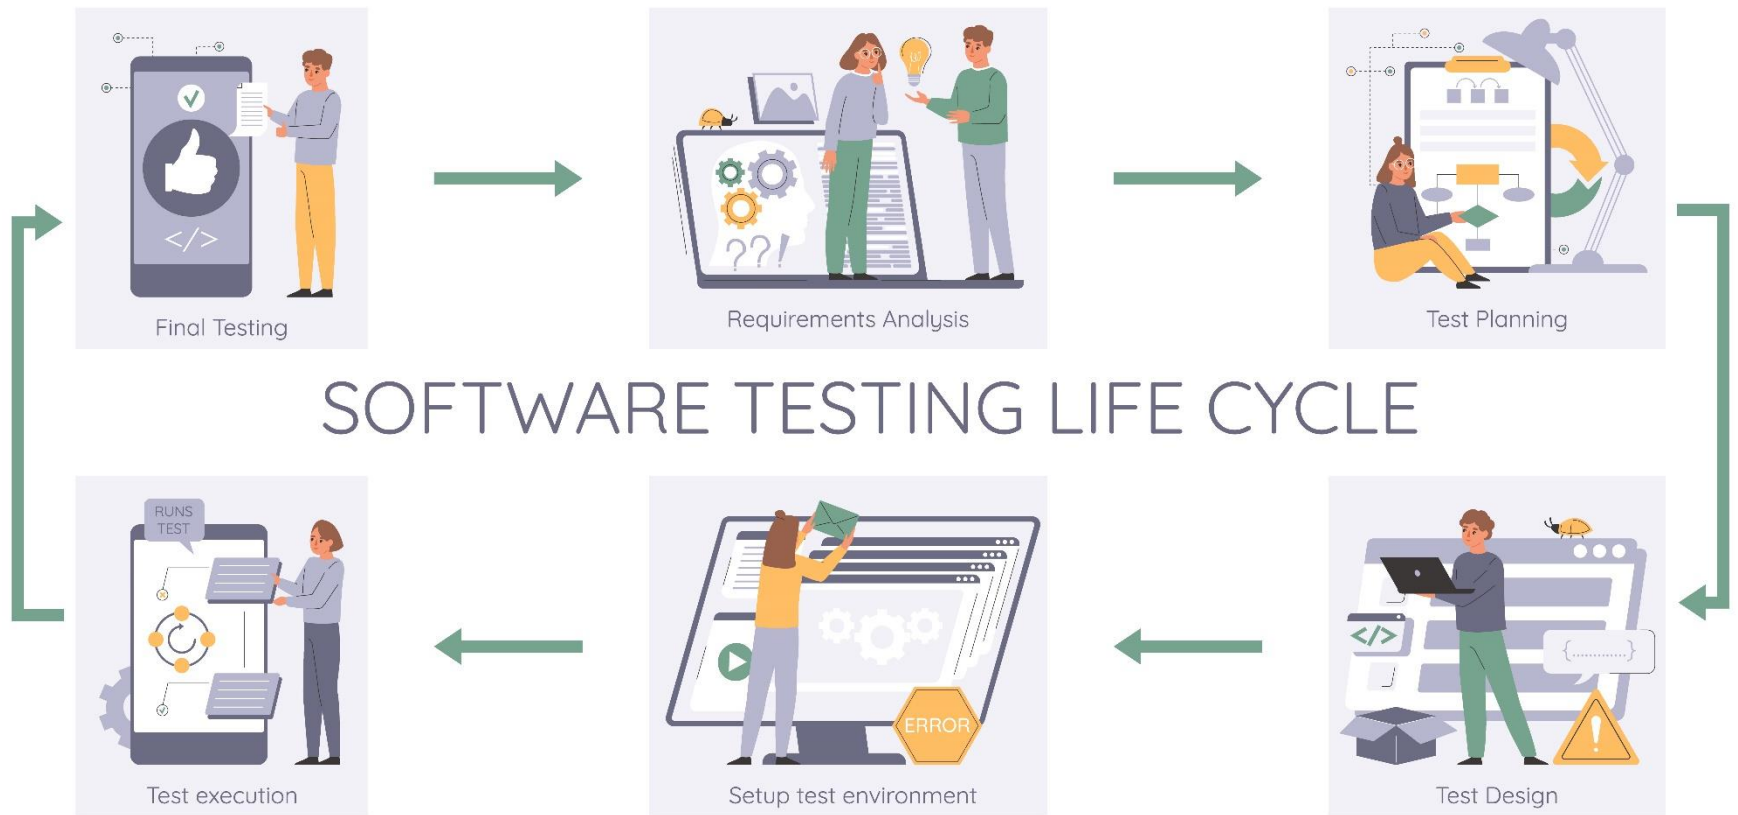 Final Testing
</>
Requirements Analysis
??!
Test Planning
SOFTWARE TESTING LIFE CYCLE
RUNS
TEST
Test execution
ERROR
Setup test environment
</>
{............}
!
Test Design